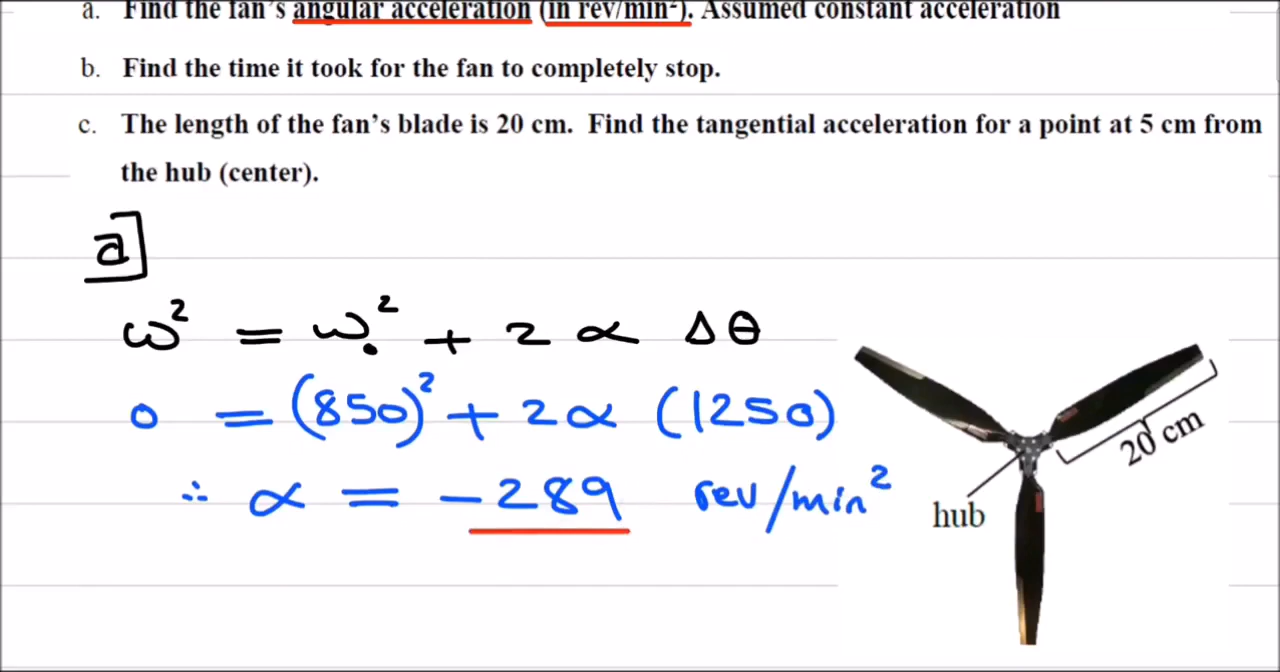 a. Find the fan's angular acceleration (in rev/min²). Assumed constant acceleration
b. Find the time it took for the fan to completely stop.
c. The length of the fan's blade is 20 cm. Find the tangential acceleration for a point at 5 cm from
the hub (center).
a
ω² = ω₀² + 2 α Δθ
0 = (850)² + 2α (1250)
∴ α = -289 rev/min²
20 cm
hub